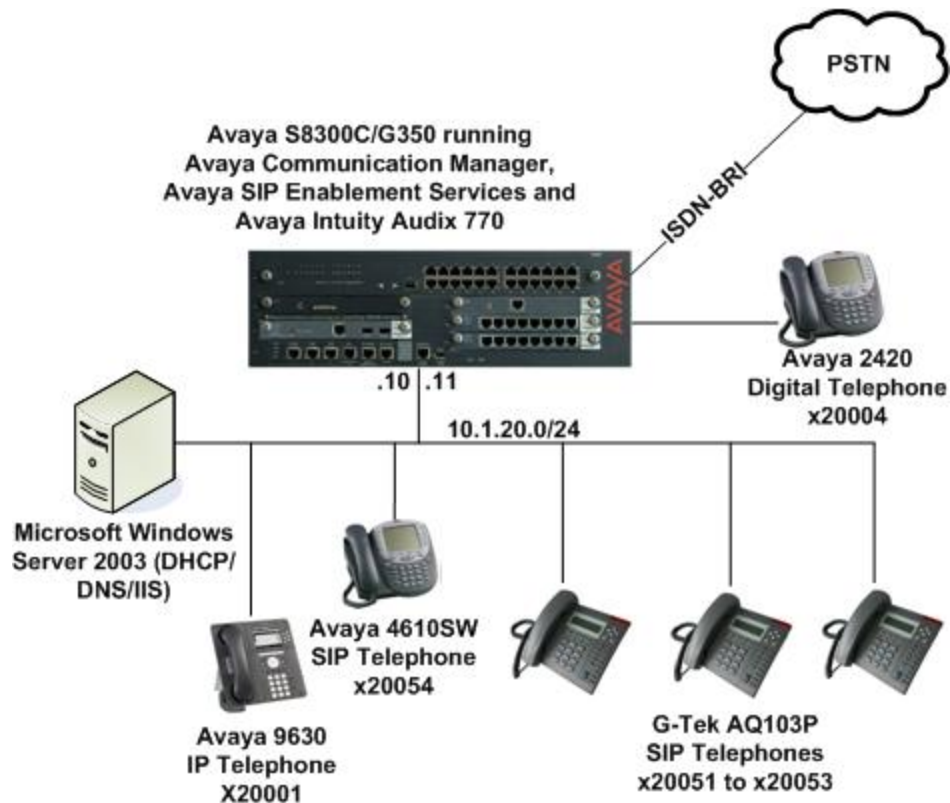 PSTN
Avaya S8300C/G350 running
Avaya Communication Manager,
Avaya SIP Enablement Services and
Avaya Intuity Audix 770
ISDN-BRI
AVAYA
Avaya 2420
Digital Telephone
x20004
.10 .11
10.1.20.0/24
Microsoft Windows
Server 2003 (DHCP/
DNS/IIS)
Avaya 4610SW
SIP Telephone
x20054
Avaya 9630
IP Telephone
X20001
G-Tek AQ103P
SIP Telephones
x20051 to x20053